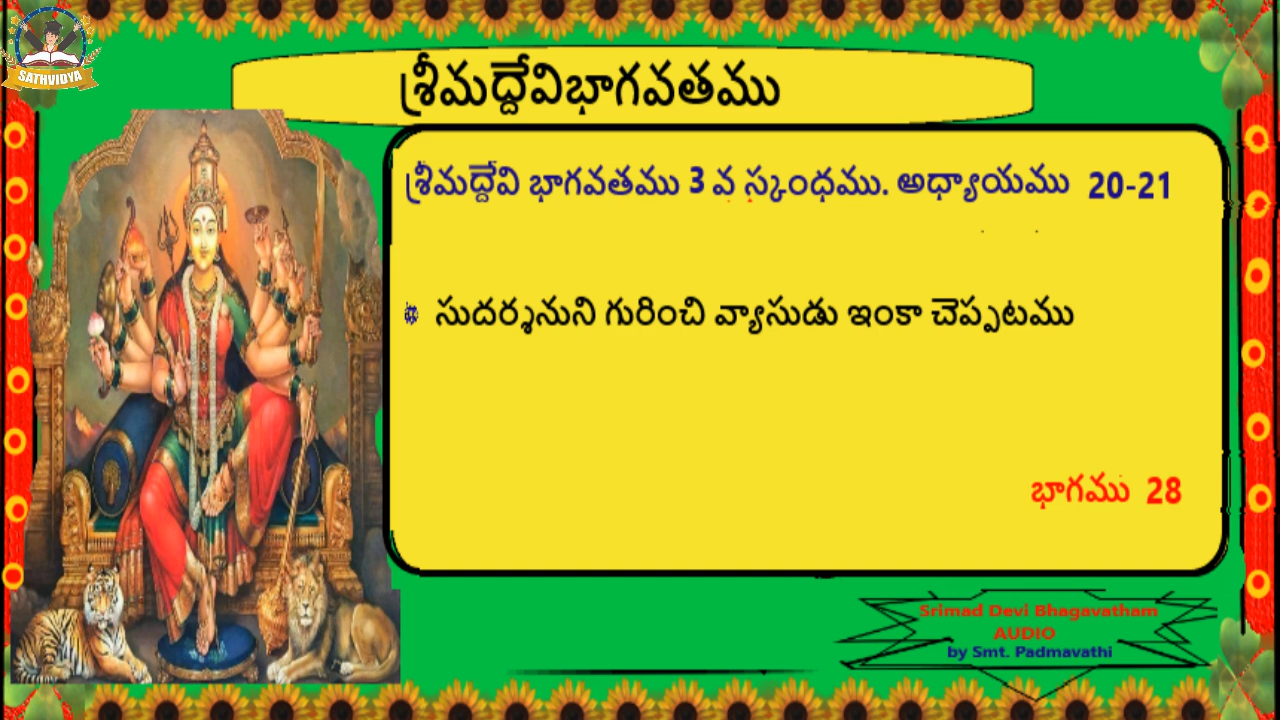 SATHVIDYA
శ్రీమద్దేవిభాగవతము
శ్రీమద్దేవి భాగవతము 3 వ స్కంధము. అధ్యాయము 20-21
సుదర్శనుని గురించి వ్యాసుడు ఇంకా చెప్పటము
భాగము 28
Srimad Devi Bhagavatham
AUDIO
by Smt. Padmavathi